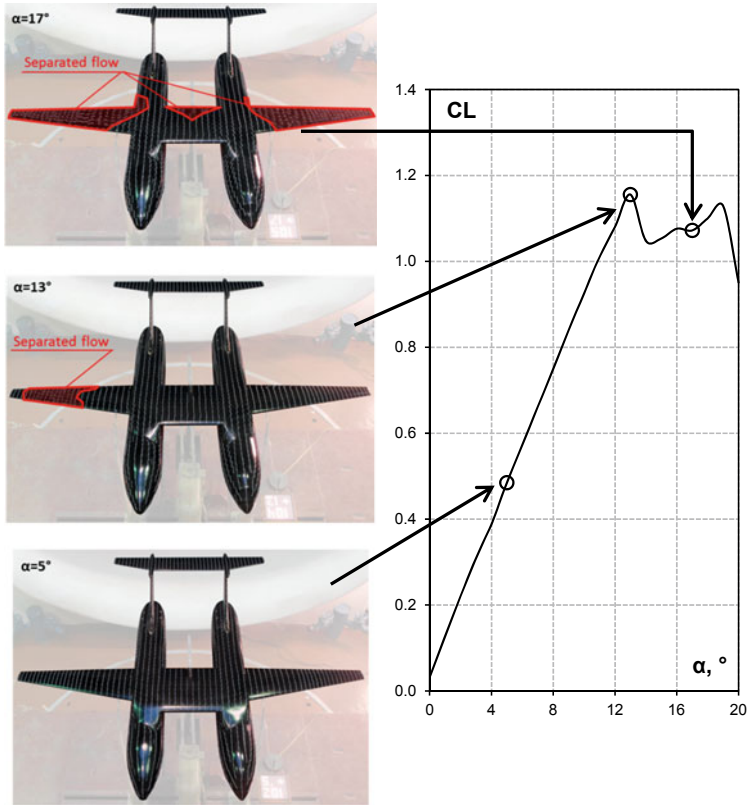 α=17°
Separated flow
α=13°
Separated flow
α=5°
CL
1.4
1.2
1.0
0.8
0.6
0.4
0.2
0.0
0 4 8 12 16 20
α, °